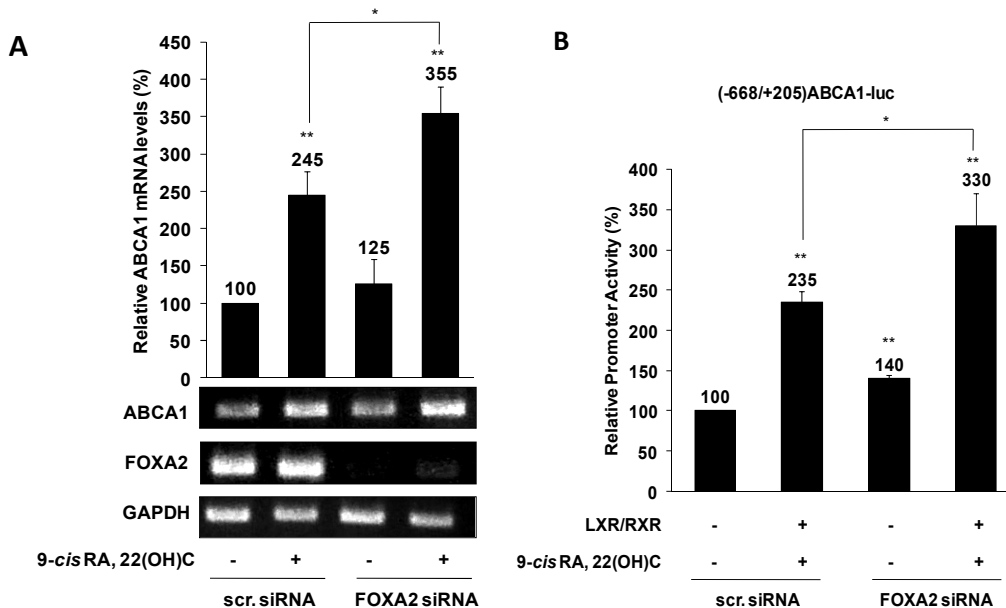 A
Relative ABCA1 mRNA levels (%)
450
400
350
300
250
200
150
100
50
0
100
**
245
125
**
355
*
ABCA1
FOXA2
GAPDH
9-cis RA, 22(OH)C - + - +
scr. siRNA FOXA2 siRNA
B
(-668/+205)ABCA1-luc
Relative Promoter Activity (%)
400
350
300
250
200
150
100
50
0
100
**
235
**
140
**
330
*
LXR/RXR - + - +
9-cis RA, 22(OH)C - + - +
scr. siRNA FOXA2 siRNA